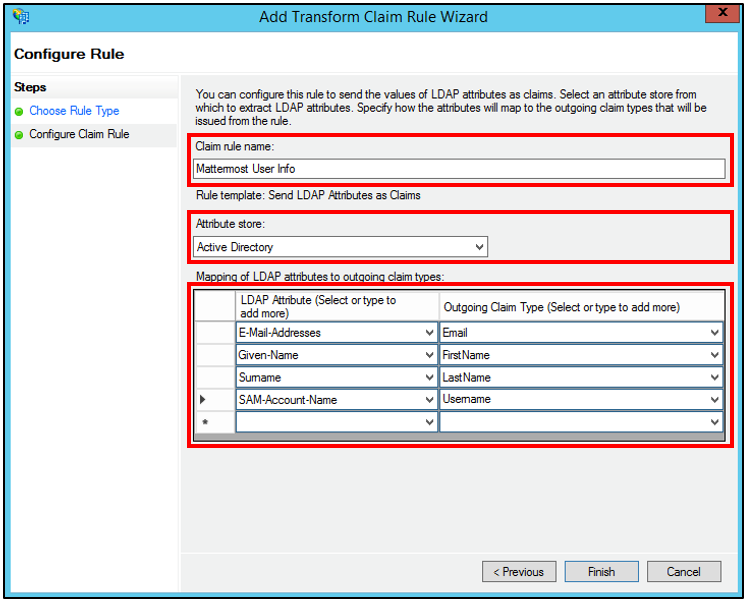 Add Transform Claim Rule Wizard
x
Configure Rule
Steps
Choose Rule Type
Configure Claim Rule
You can configure this rule to send the values of LDAP attributes as claims. Select an attribute store from
which to extract LDAP attributes. Specify how the attributes will map to the outgoing claim types that will be
issued from the rule.
Claim rule name:
Mattermost User Info
Rule template: Send LDAP Attributes as Claims
Attribute store:
Active Directory
Mapping of LDAP attributes to outgoing claim types:
LDAP Attribute (Select or type to
add more)
Outgoing Claim Type (Select or type to add more)
E-Mail-Addresses Email
Given-Name FirstName
Surname LastName
SAM-Account-Name Username
*
< Previous Finish Cancel